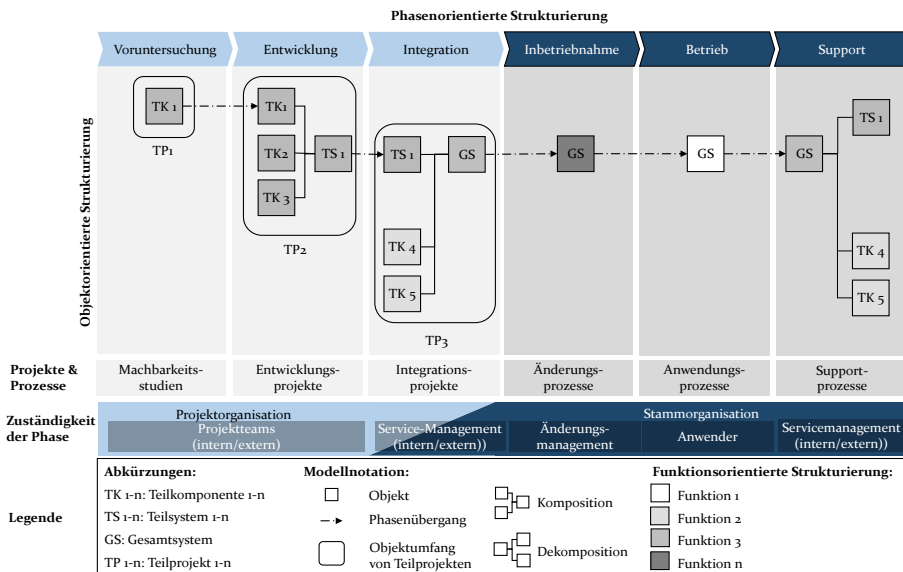 Phasenorientierte Strukturierung
Voruntersuchung Entwicklung Integration Inbetriebnahme Betrieb Support
Objektorientierte Strukturierung
TK 1 TK1 TS 1
TK2 TS 1 TS 1 GS GS GS GS
TP1
TK 3
TP2
TK 4 TK 4
TK 5 TK 5
TP3
Projekte & Prozesse
Machbarkeits-
studien
Entwicklungs-
projekte
Integrations-
projekte
Änderungs-
prozesse
Anwendungs-
prozesse
Support-
prozesse
Zuständigkeit
der Phase
Projektorganisation Stammorganisation
Projektteams
(intern/extern)
Service-Management
(intern/extern))
Änderungs-
management
Anwender
Servicemanagement
(intern/extern))
Legende
Abkürzungen:
TK 1-n: Teilkomponente 1-n
TS 1-n: Teilsystem 1-n
GS: Gesamtsystem
TP 1-n: Teilprojekt 1-n
Modellnotation:
Objekt
Phasenübergang
Objektumfang
von Teilprojekten
Komposition
Dekomposition
Funktionsorientierte Strukturierung:
Funktion 1
Funktion 2
Funktion 3
Funktion n